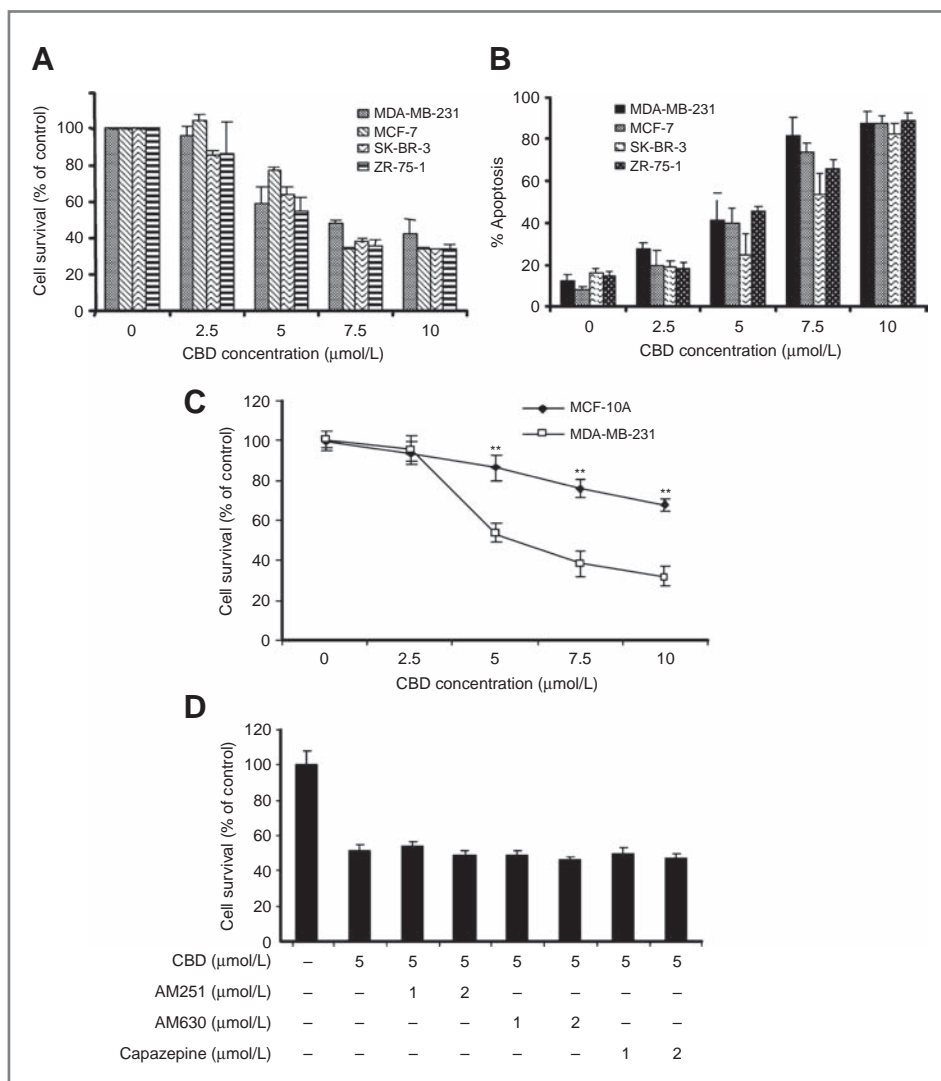 A
Cell survival (% of control)
100
80
60
40
20
0
MDA-MB-231
MCF-7
SK-BR-3
ZR-75-1
0 2.5 5 7.5 10
CBD concentration (μmol/L)
B
% Apoptosis
100
80
60
40
20
0
MDA-MB-231
MCF-7
SK-BR-3
ZR-75-1
0 2.5 5 7.5 10
CBD concentration (μmol/L)
C
Cell survival (% of control)
120
100
80
60
40
20
0
MCF-10A
MDA-MB-231
** ** **
0 2.5 5 7.5 10
CBD concentration (μmol/L)
D
Cell survival (% of control)
120
100
80
60
40
20
0
CBD (μmol/L) – 5 5 5 5 5 5 5
AM251 (μmol/L) – – 1 2 – – – –
AM630 (μmol/L) – – – – 1 2 – –
Capazepine (μmol/L) – – – – – – 1 2